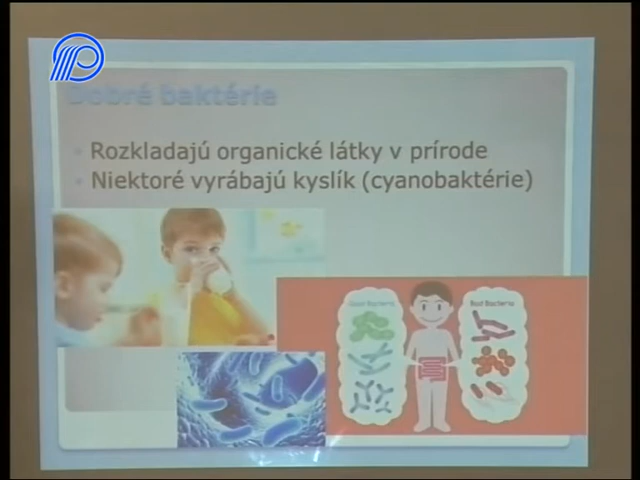 Dobré baktérie
Rozkladajú organické látky v prírode
Niektoré vyrábajú kyslík (cyanobaktérie)
Good Bacteria
Bad Bacteria